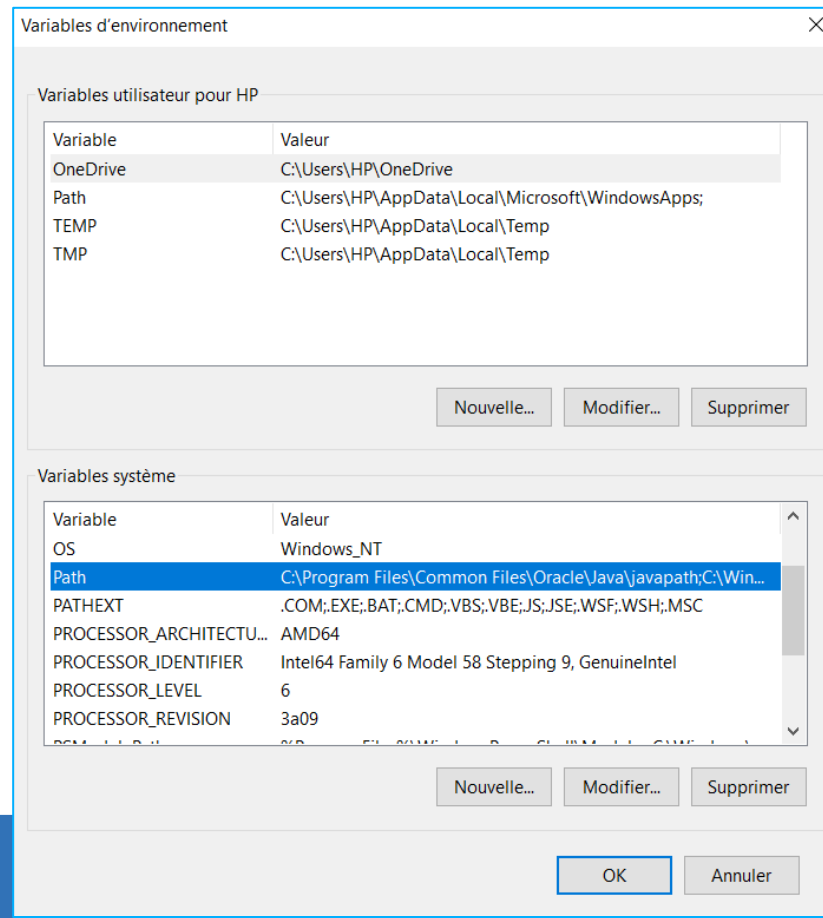 Variables d'environnement
Variables utilisateur pour HP
Variable Valeur
OneDrive C:\Users\HP\OneDrive
Path C:\Users\HP\AppData\Local\Microsoft\WindowsApps;
TEMP C:\Users\HP\AppData\Local\Temp
TMP C:\Users\HP\AppData\Local\Temp
Nouvelle... Modifier... Supprimer
Variables système
Variable Valeur
OS Windows_NT
Path C:\Program Files\Common Files\Oracle\Java\javapath;C:\Win...
PATHEXT .COM;.EXE;.BAT;.CMD;.VBS;.VBE;.JS;.JSE;.WSF;.WSH;.MSC
PROCESSOR_ARCHITECTU... AMD64
PROCESSOR_IDENTIFIER Intel64 Family 6 Model 58 Stepping 9, GenuineIntel
PROCESSOR_LEVEL 6
PROCESSOR_REVISION 3a09
Nouvelle... Modifier... Supprimer
OK Annuler